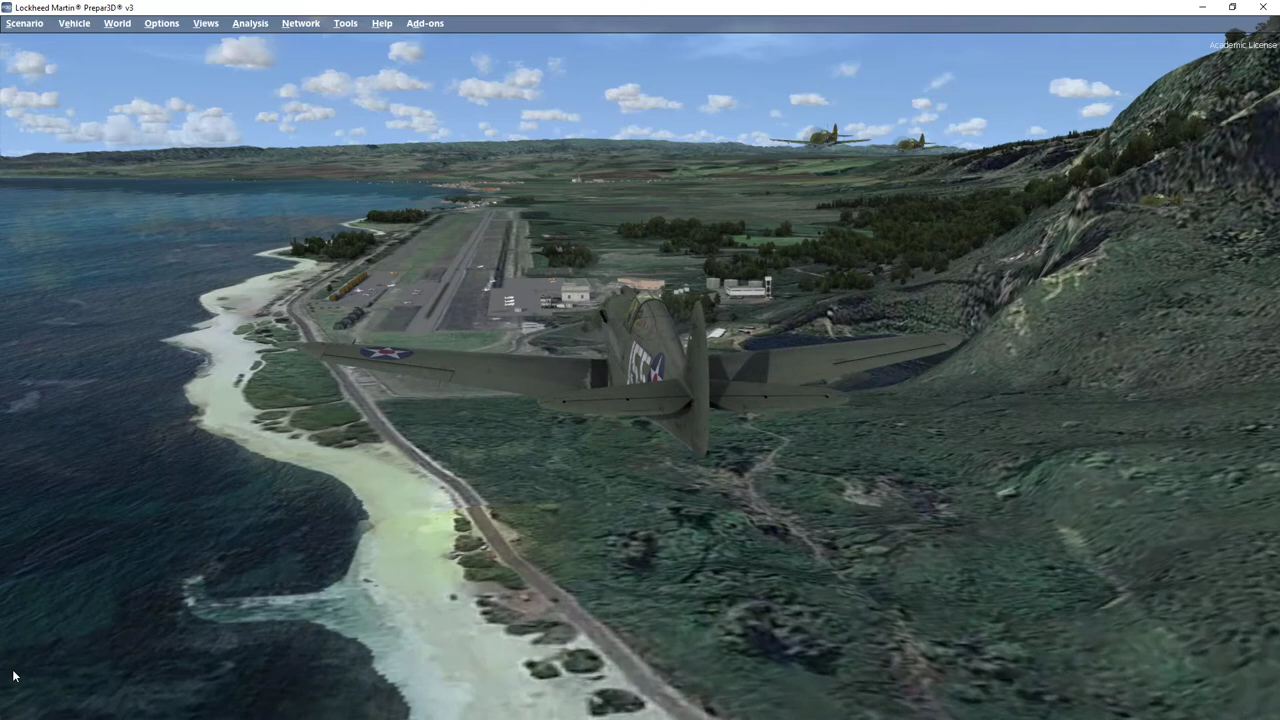 Lockheed Martin® Prepar3D® v3
Scenario Vehicle World Options Views Analysis Network Tools Help Add-ons
Academic License